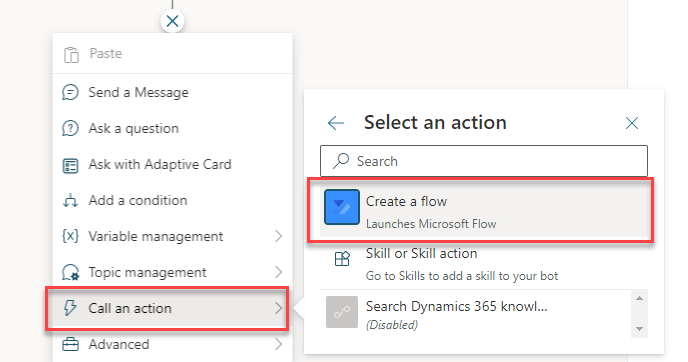 Paste
Send a Message
Ask a question
Ask with Adaptive Card
Add a condition
{x} Variable management
Topic management
Call an action
Advanced
Select an action
Search
Create a flow
Launches Microsoft Flow
Skill or Skill action
Go to Skills to add a skill to your bot
Search Dynamics 365 knowl...
(Disabled)